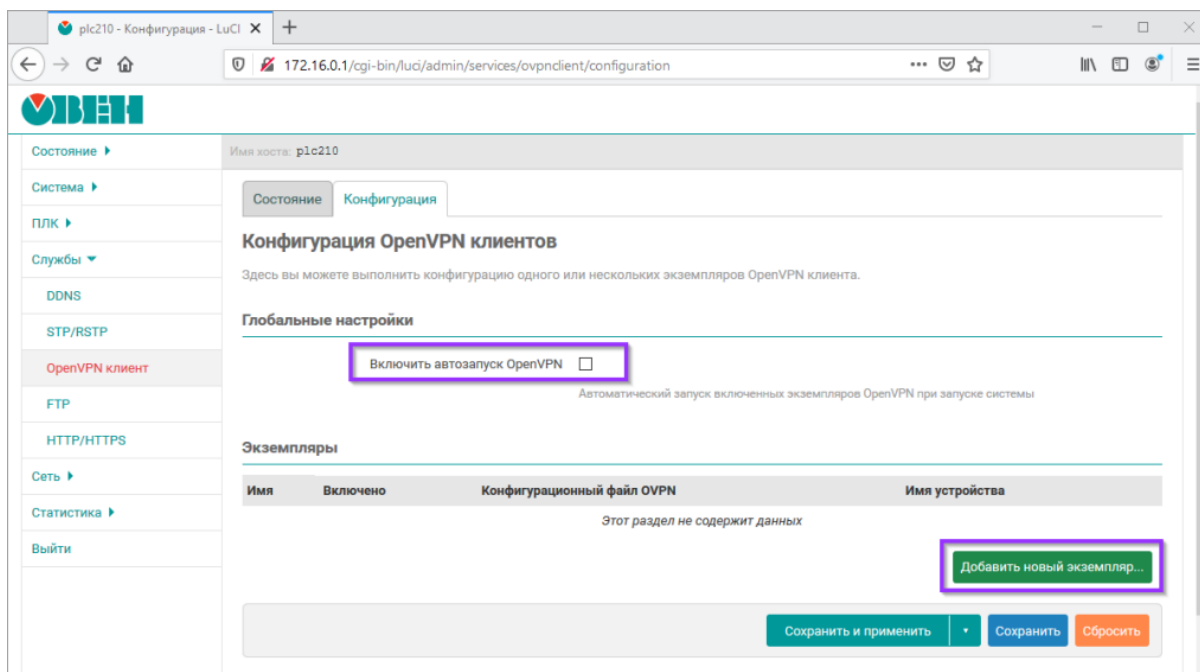 plc210 - Конфигурация - LuCI
172.16.0.1/cgi-bin/luci/admin/services/ovpnclient/configuration
ОВЕН
Имя хоста: plc210
Состояние
Система
ПЛК
Службы
DDNS
STP/RSTP
OpenVPN клиент
FTP
HTTP/HTTPS
Сеть
Статистика
Выйти
Состояние Конфигурация
Конфигурация OpenVPN клиентов
Здесь вы можете выполнить конфигурацию одного или нескольких экземпляров OpenVPN клиента.
Глобальные настройки
Включить автозапуск OpenVPN
Автоматический запуск включенных экземпляров OpenVPN при запуске системы
Экземпляры
Имя Включено Конфигурационный файл OVPN Имя устройства
Этот раздел не содержит данных
Добавить новый экземпляр...
Сохранить и применить Сохранить Сбросить